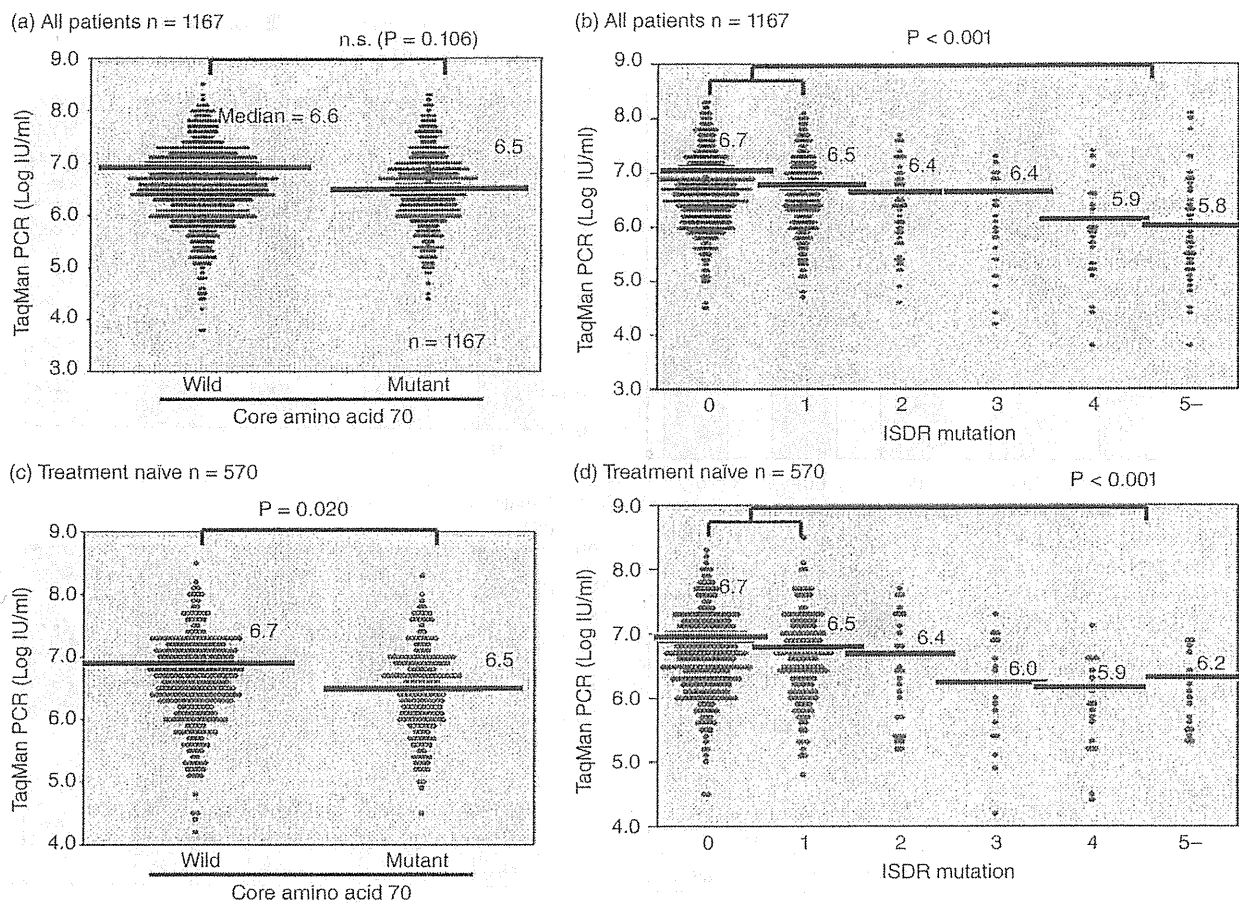 (a) All patients n = 1167
n.s. (P = 0.106)
TaqMan PCR (Log IU/ml)
9.0
8.0
7.0
6.0
5.0
4.0
3.0
Median = 6.6
6.5
n = 1167
Wild
Mutant
Core amino acid 70
(b) All patients n = 1167
P < 0.001
TaqMan PCR (Log IU/ml)
9.0
8.0
7.0
6.0
5.0
4.0
3.0
6.7
6.5
6.4
6.4
5.9
5.8
0
1
2
3
4
5–
ISDR mutation
(c) Treatment naïve n = 570
P = 0.020
TaqMan PCR (Log IU/ml)
9.0
8.0
7.0
6.0
5.0
4.0
6.7
6.5
Wild
Mutant
Core amino acid 70
(d) Treatment naïve n = 570
P < 0.001
TaqMan PCR (Log IU/ml)
9.0
8.0
7.0
6.0
5.0
4.0
6.7
6.5
6.4
6.0
5.9
6.2
0
1
2
3
4
5–
ISDR mutation